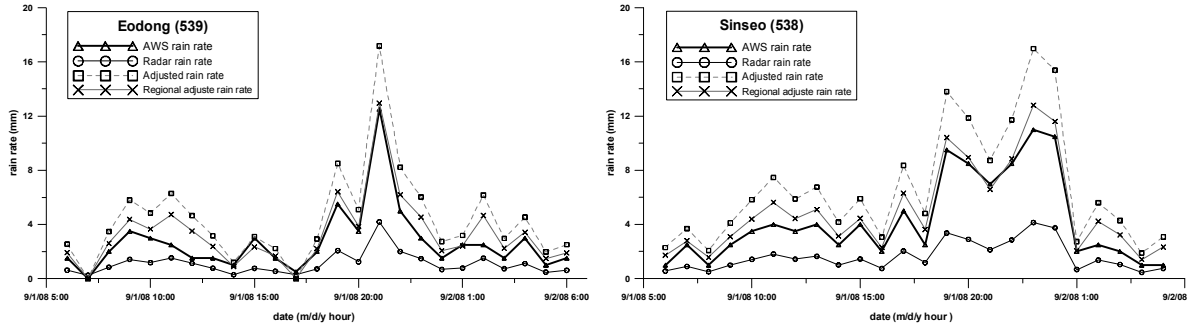 Eodong (539)
AWS rain rate
Radar rain rate
Adjusted rain rate
Regional adjuste rain rate
rain rate (mm)
20
16
12
8
4
0
9/1/08 5:00 9/1/08 10:00 9/1/08 15:00 9/1/08 20:00 9/2/08 1:00 9/2/08 6:00
date (m/d/y hour)
Sinseo (538)
AWS rain rate
Radar rain rate
Adjusted rain rate
Regional adjuste rain rate
rain rate (mm)
20
16
12
8
4
0
9/1/08 5:00 9/1/08 10:00 9/1/08 15:00 9/1/08 20:00 9/2/08 1:00 9/2/08
date (m/d/y hour )